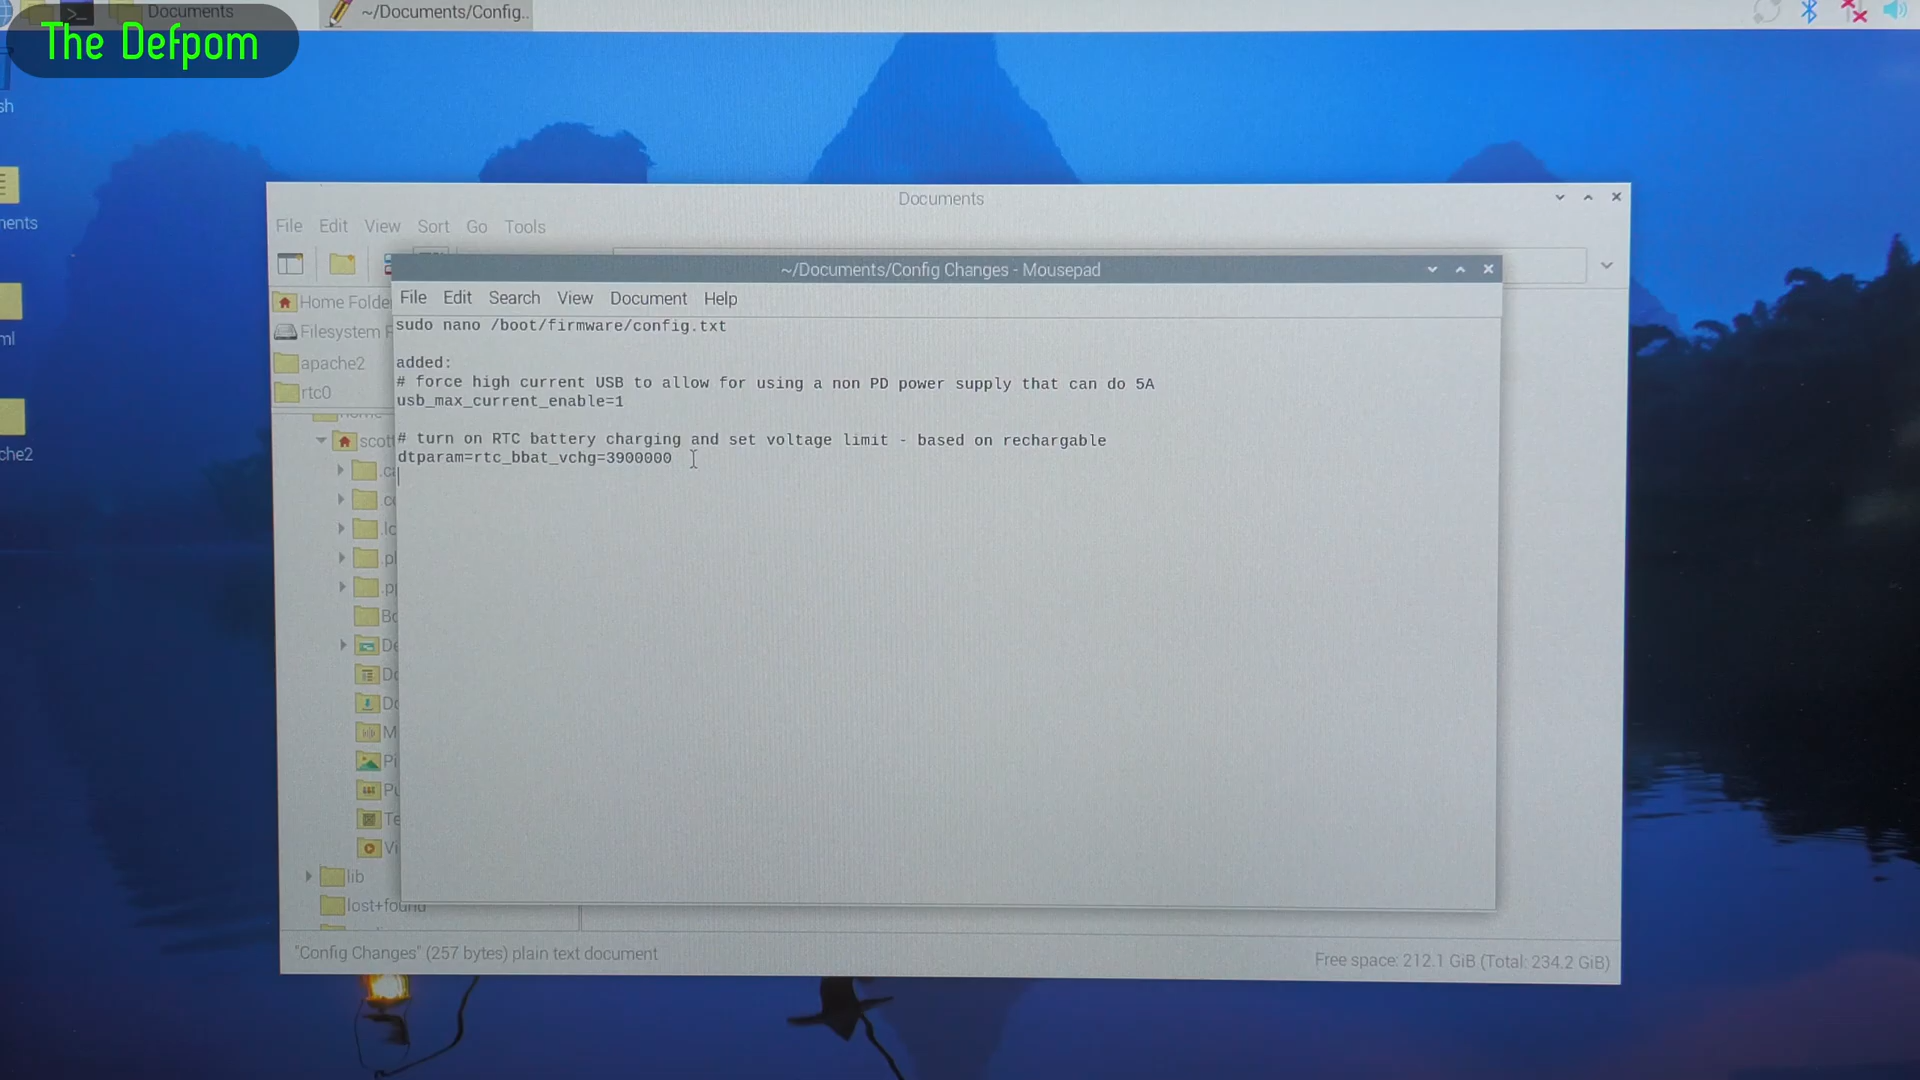 Documents
~/Documents/Config..
The Defpom
Documents
File Edit View Sort Go Tools
~/Documents/Config Changes - Mousepad
File Edit Search View Document Help
Home Folde
Filesystem
apache2
rtc0
scott
sudo nano /boot/firmware/config.txt
added:
# force high current USB to allow for using a non PD power supply that can do 5A
usb_max_current_enable=1
# turn on RTC battery charging and set voltage limit - based on rechargable
dtparam=rtc_bbat_vchg=3900000
lib
lost+found
"Config Changes" (257 bytes) plain text document
Free space: 212.1 GiB (Total: 234.2 GiB)